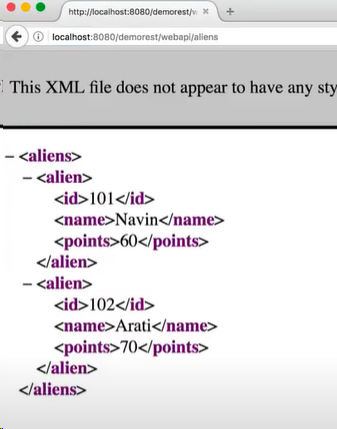 http://localhost:8080/demorest/w
localhost:8080/demorest/webapi/aliens
This XML file does not appear to have any sty
– <aliens>
– <alien>
<id>101</id>
<name>Navin</name>
<points>60</points>
</alien>
– <alien>
<id>102</id>
<name>Arati</name>
<points>70</points>
</alien>
</aliens>